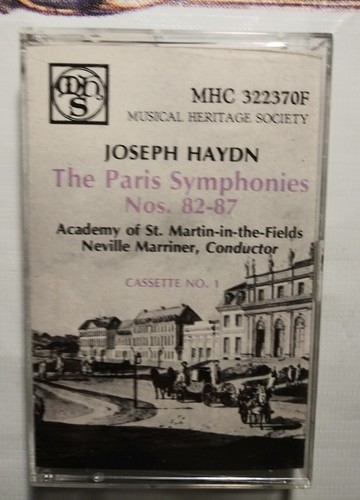 mhs
MHC 322370F
MUSICAL HERITAGE SOCIETY
JOSEPH HAYDN
The Paris Symphonies
Nos. 82-87
Academy of St. Martin-in-the-Fields
Neville Marriner, Conductor
CASSETTE NO. 1